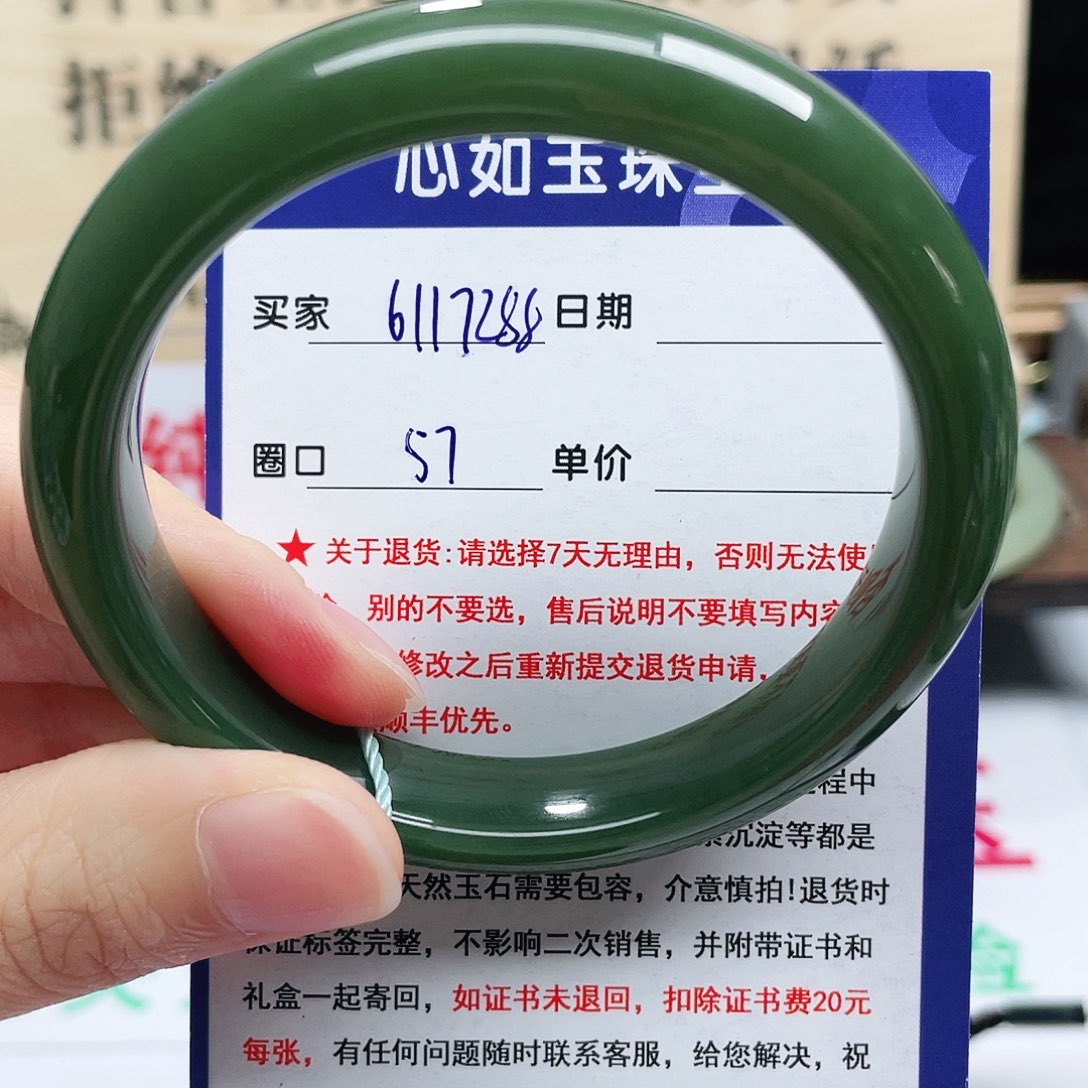 拒
心如玉珠
买家 6117288 日期
圈口 57 单价
★ 关于退货:请选择7天无理由，否则无法使
别的不要选，售后说明不要填写内容
修改之后重新提交退货申请，
顺丰优先。
程中
沉淀等都是
天然玉石需要包容，介意慎拍!退货时
保证标签完整，不影响二次销售，并附带证书和
礼盒一起寄回，如证书未退回，扣除证书费20元
每张，有任何问题随时联系客服，给您解决，祝